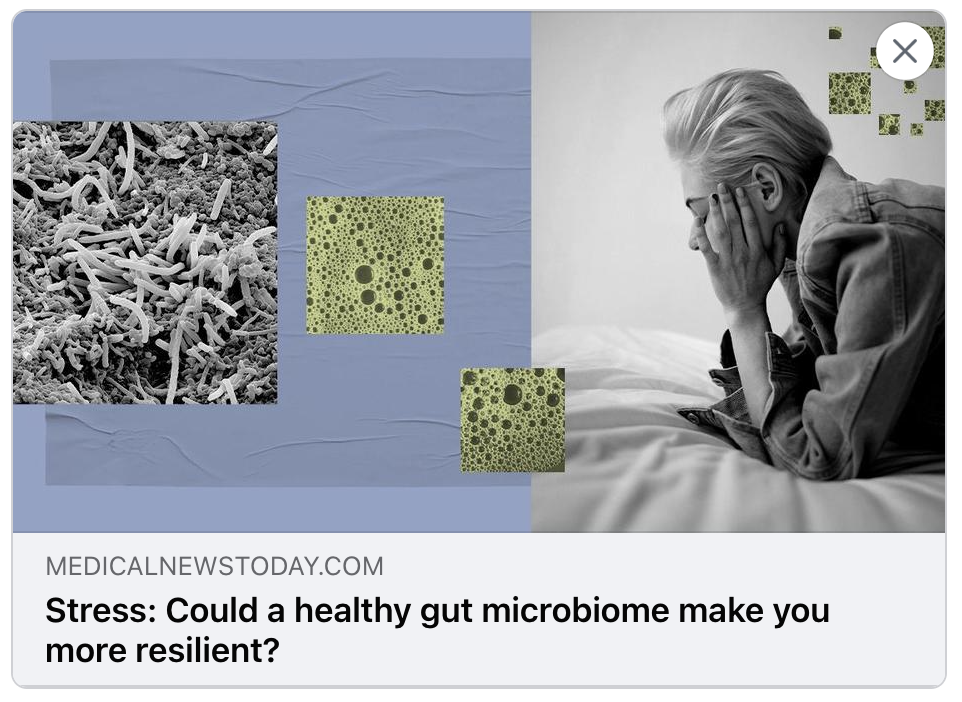 MEDICALNEWSTODAY.COM
Stress: Could a healthy gut microbiome make you
more resilient?